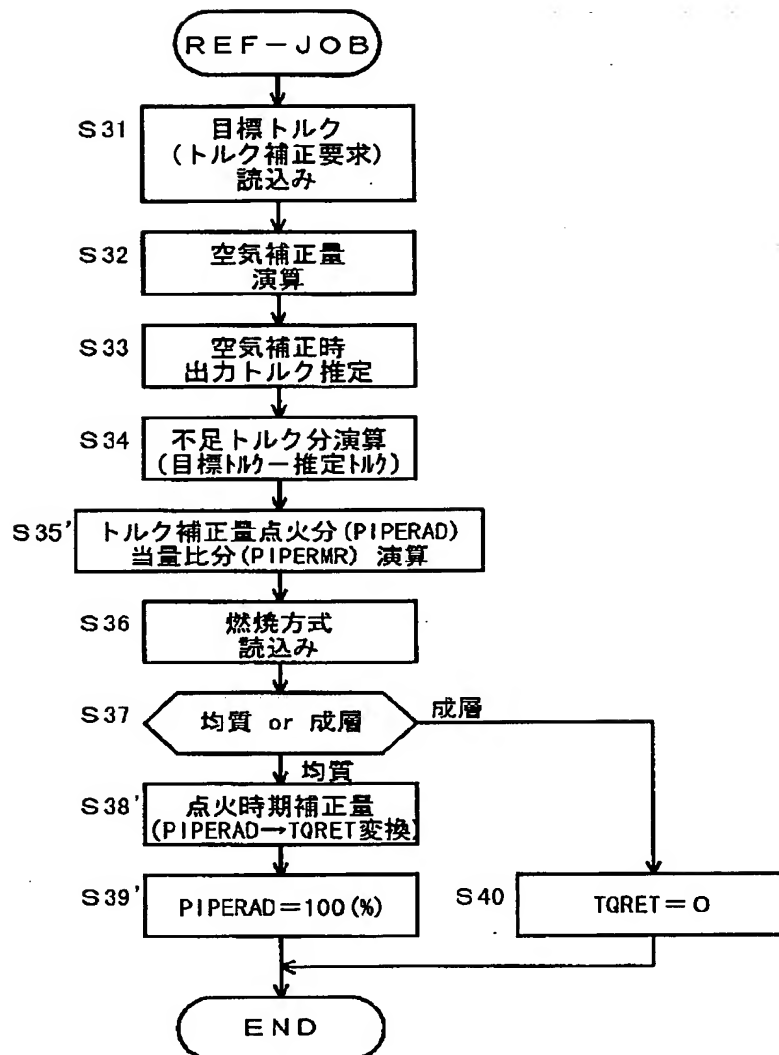 REF-JOB
S31
目標トルク
(トルク補正要求)
読込み
S32
空気補正量
演算
S33
空気補正時
出力トルク推定
S34
不足トルク分演算
(目標トルクー推定トルク)
S35'
トルク補正量点火分(PIPERAD)
当量比分(PIPERMR) 演算
S36
燃焼方式
読込み
S37
均質 or 成層
成層
均質
S38'
点火時期補正量
(PIPERAD→TQRET変換)
S39'
PIPERAD=100(%)
S40
TQRET=0
END